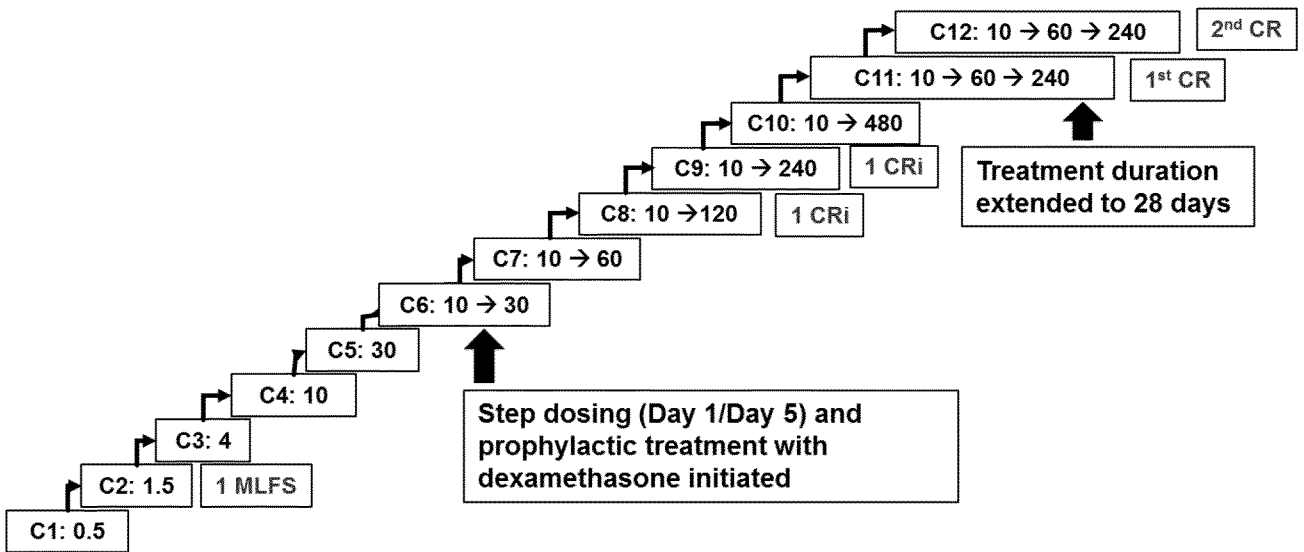 C12: 10 → 60 → 240
2nd CR
C11: 10 → 60 → 240
1st CR
C10: 10 → 480
C9: 10 → 240
1 CRi
Treatment duration
extended to 28 days
C8: 10 →120
1 CRi
C7: 10 → 60
C6: 10 → 30
C5: 30
C4: 10
Step dosing (Day 1/Day 5) and
prophylactic treatment with
dexamethasone initiated
C3: 4
C2: 1.5
1 MLFS
C1: 0.5